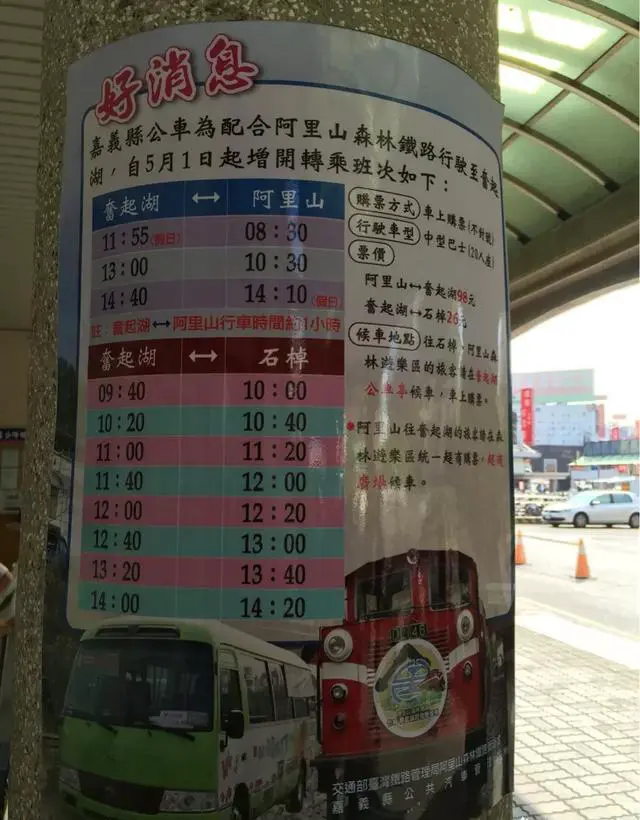 好消息
嘉義縣公車為配合阿里山森林鐵路行駛至奮起
湖，自5月1日起增開轉乘班次如下：
奮起湖 ↔ 阿里山
11：55(假日) 08：30
13：00 10：30
14：40 14：10(假日)
註：奮起湖↔阿里山行車時間約1小時
奮起湖 ↔ 石棹
09：40 10：00
10：20 10：40
11：00 11：20
11：40 12：00
12：00 12：20
12：40 13：00
13：20 13：40
14：00 14：20
購票方式 車上購票(不對號)
行駛車型 中型巴士(20人座)
票價
阿里山↔奮起湖98元
奮起湖↔石棹26元
候車地點 往石棹、阿里山森
林遊樂區的旅客請在奮起湖
公車亭候車，車上購票。
阿里山往奮起湖的旅客請在森
林遊樂區統一超商購票，超商
廣場候車。
交通部臺灣鐵路管理局阿里山森林鐵路
嘉義縣公共汽車管理